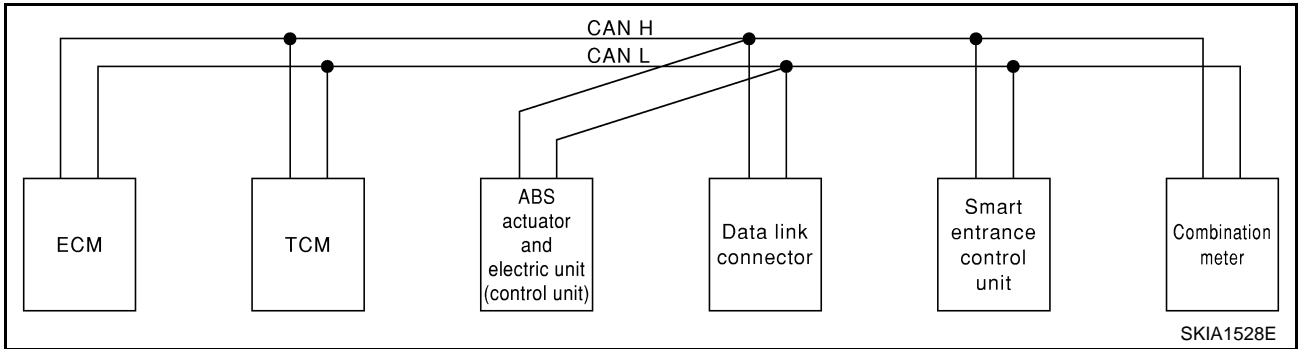 CAN H
CAN L
ECM
TCM
ABS
actuator
and
electric unit
(control unit)
Data link
connector
Smart
entrance
control
unit
Combination
meter
SKIA1528E